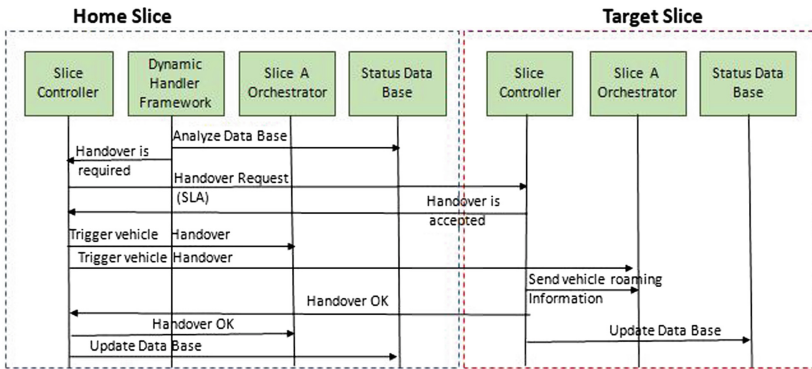 Home Slice
Target Slice
Slice
Controller
Dynamic
Handler
Framework
Slice A
Orchestrator
Status Data
Base
Slice
Controller
Slice A
Orchestrator
Status Data
Base
Analyze Data Base
Handover is
required
Handover Request
(SLA)
Handover is
accepted
Trigger vehicle Handover
Trigger vehicle Handover
Send vehicle roaming
Information
Handover OK
Handover OK
Update Data Base
Update Data Base